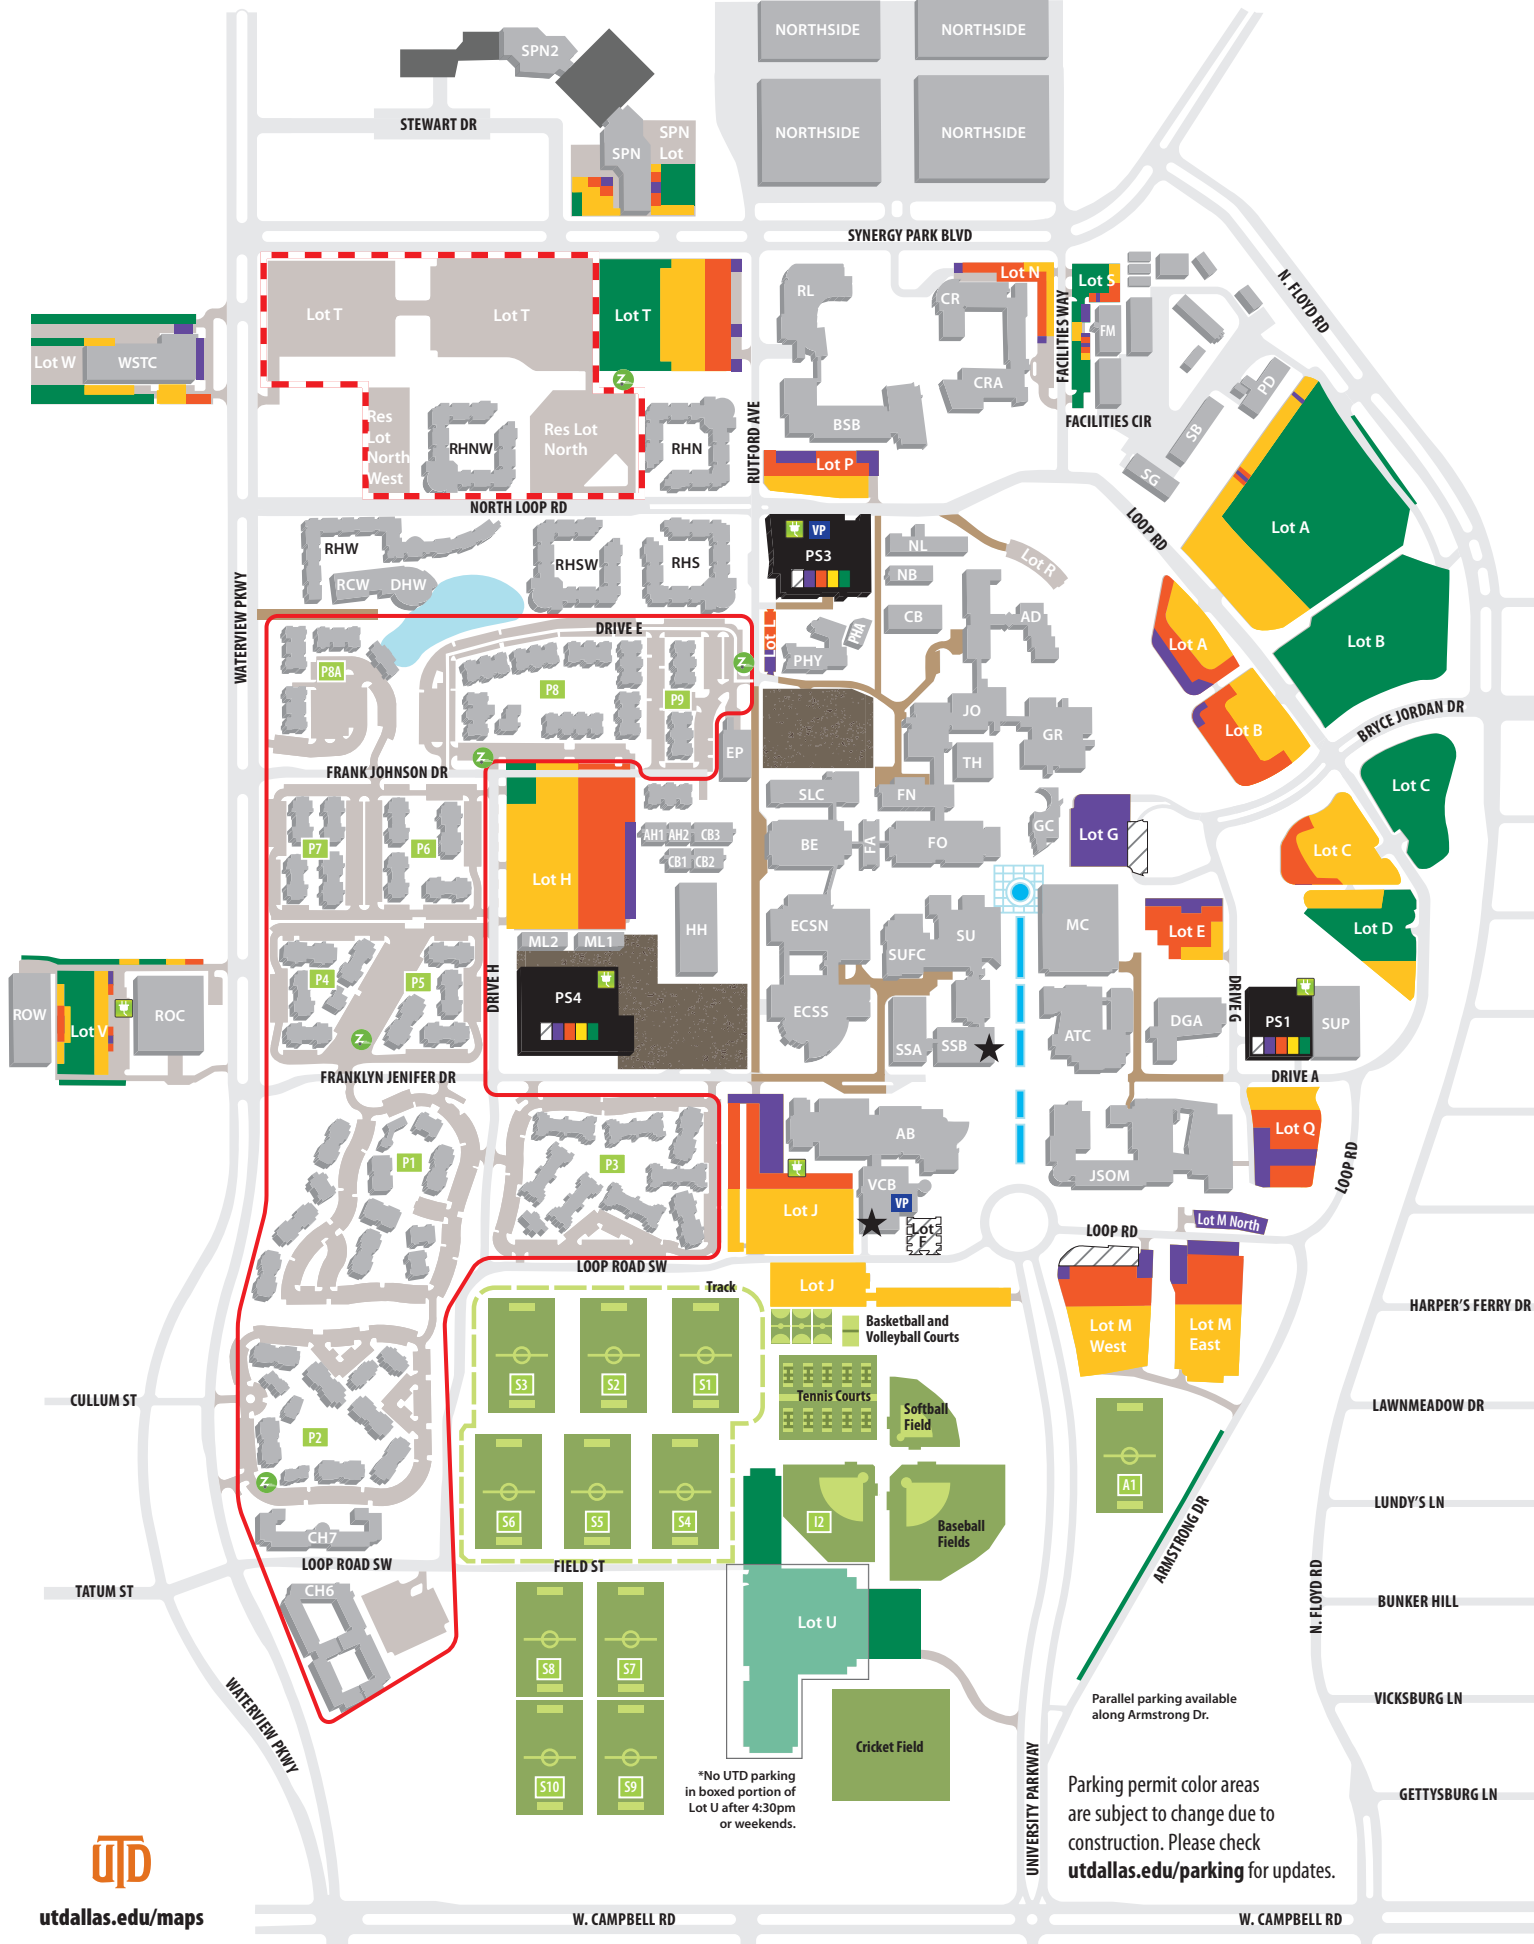 NORTHSIDE
NORTHSIDE
SPN2
STEWART DR
NORTHSIDE
NORTHSIDE
SPN
Lot
SPN
SYNERGY PARK BLVD
Lot T
Lot T
Lot T
RL
CR
Lot N
Lot S
N. FLOYD RD
FACILITIES WAY
FM
Lot W
WSTC
CRA
PD
FACILITIES CIR
SB
SG
Res
Lot
North
West
RHNW
Res Lot
North
RHN
RUTFORD AVE
BSB
Lot P
NORTH LOOP RD
LOOP RD
Lot A
RHW
RCW
DHW
RHSW
RHS
VP
PS3
NL
NB
CB
Lot R
AD
WATERVIEW PKWY
DRIVE E
Lot L
PHY
PHA
Lot A
Lot B
P8A
P8
P9
Z
Z
EP
JO
GR
TH
Lot B
BRYCE JORDAN DR
FRANK JOHNSON DR
Z
SLC
FN
Lot C
P7
P6
AH1
AH2
CB3
CB1
CB2
BE
FA
FO
GC
Lot G
Lot C
Lot H
HH
ML2
ML1
ECSN
SUFC
SU
MC
Lot E
Lot D
P4
P5
DRIVE H
PS4
ECSS
SSA
SSB
ATC
DGA
DRIVE G
PS1
SUP
ROW
Lot V
ROC
Z
FRANKLYN JENIFER DR
DRIVE A
P1
P3
AB
JSOM
Lot Q
LOOP RD
VCB
VP
Lot J
Lot
F
LOOP RD
Lot M North
LOOP ROAD SW
Track
Lot J
Basketball and
Volleyball Courts
Lot M
West
Lot M
East
HARPER'S FERRY DR
S3
S2
S1
Tennis Courts
Softball
Field
CULLUM ST
LAWNMEADOW DR
P2
Z
A1
S6
S5
S4
I2
Baseball
Fields
LUNDY'S LN
ARMSTRONG DR
CH7
LOOP ROAD SW
FIELD ST
TATUM ST
CH6
Lot U
N. FLOYD RD
BUNKER HILL
S8
S7
WATERVIEW PKWY
Parallel parking available
along Armstrong Dr.
VICKSBURG LN
Cricket Field
S10
S9
*No UTD parking
in boxed portion of
Lot U after 4:30pm
or weekends.
UNIVERSITY PARKWAY
Parking permit color areas
are subject to change due to
construction. Please check
utdallas.edu/parking for updates.
GETTYSBURG LN
UTD
utdallas.edu/maps
W. CAMPBELL RD
W. CAMPBELL RD